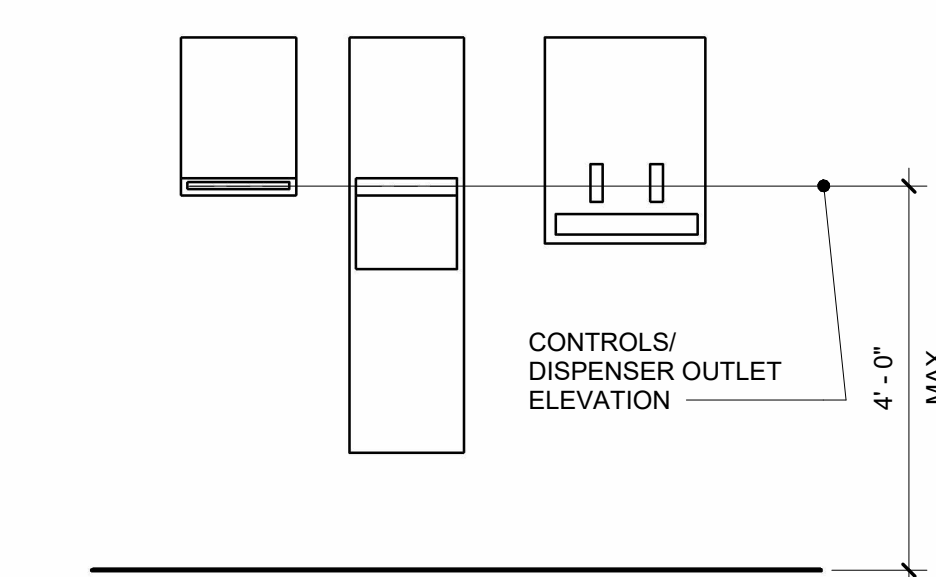 CONTROLS/
DISPENSER OUTLET
ELEVATION
4' - 0"
MAX